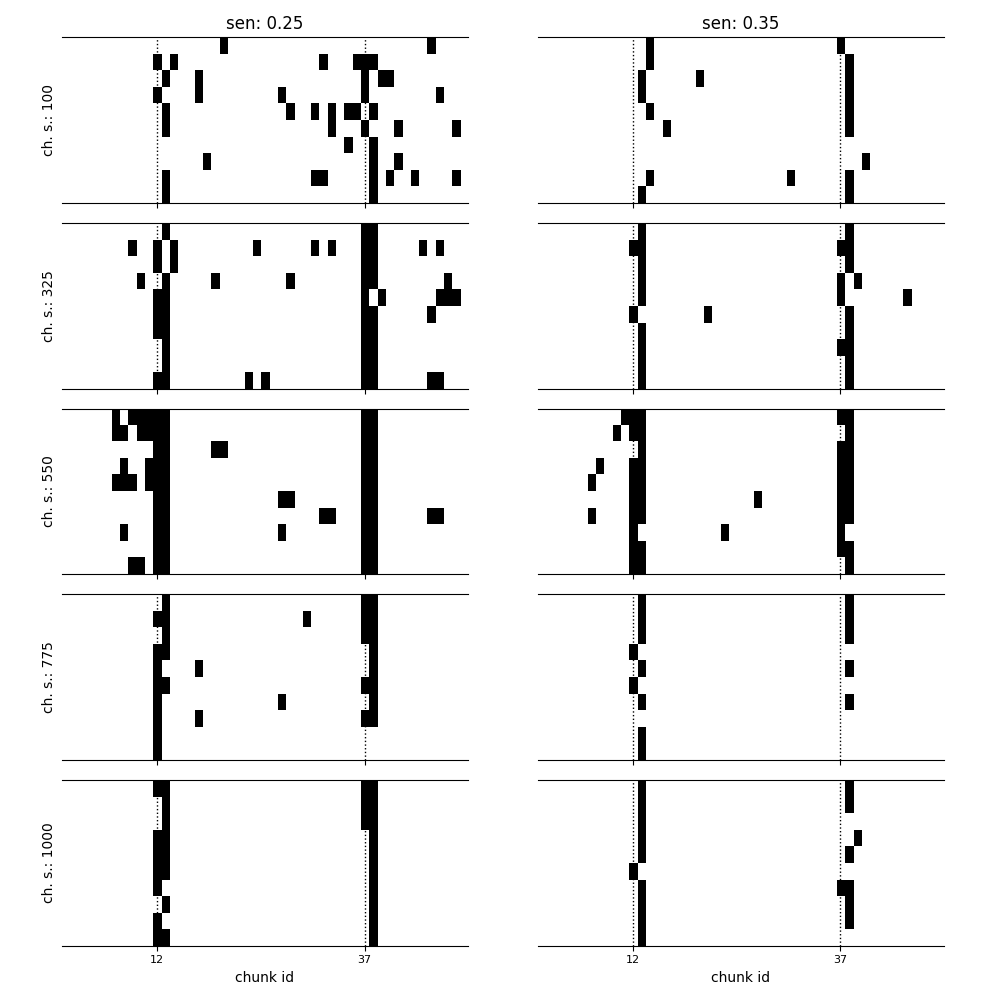 sen: 0.25
sen: 0.35
ch. s.: 100
ch. s.: 325
ch. s.: 550
ch. s.: 775
ch. s.: 1000
12
37
12
37
chunk id
chunk id